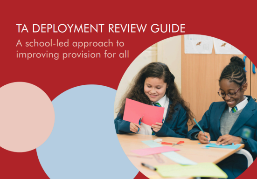 TA DEPLOYMENT REVIEW GUIDE
A school-led approach to
improving provision for all